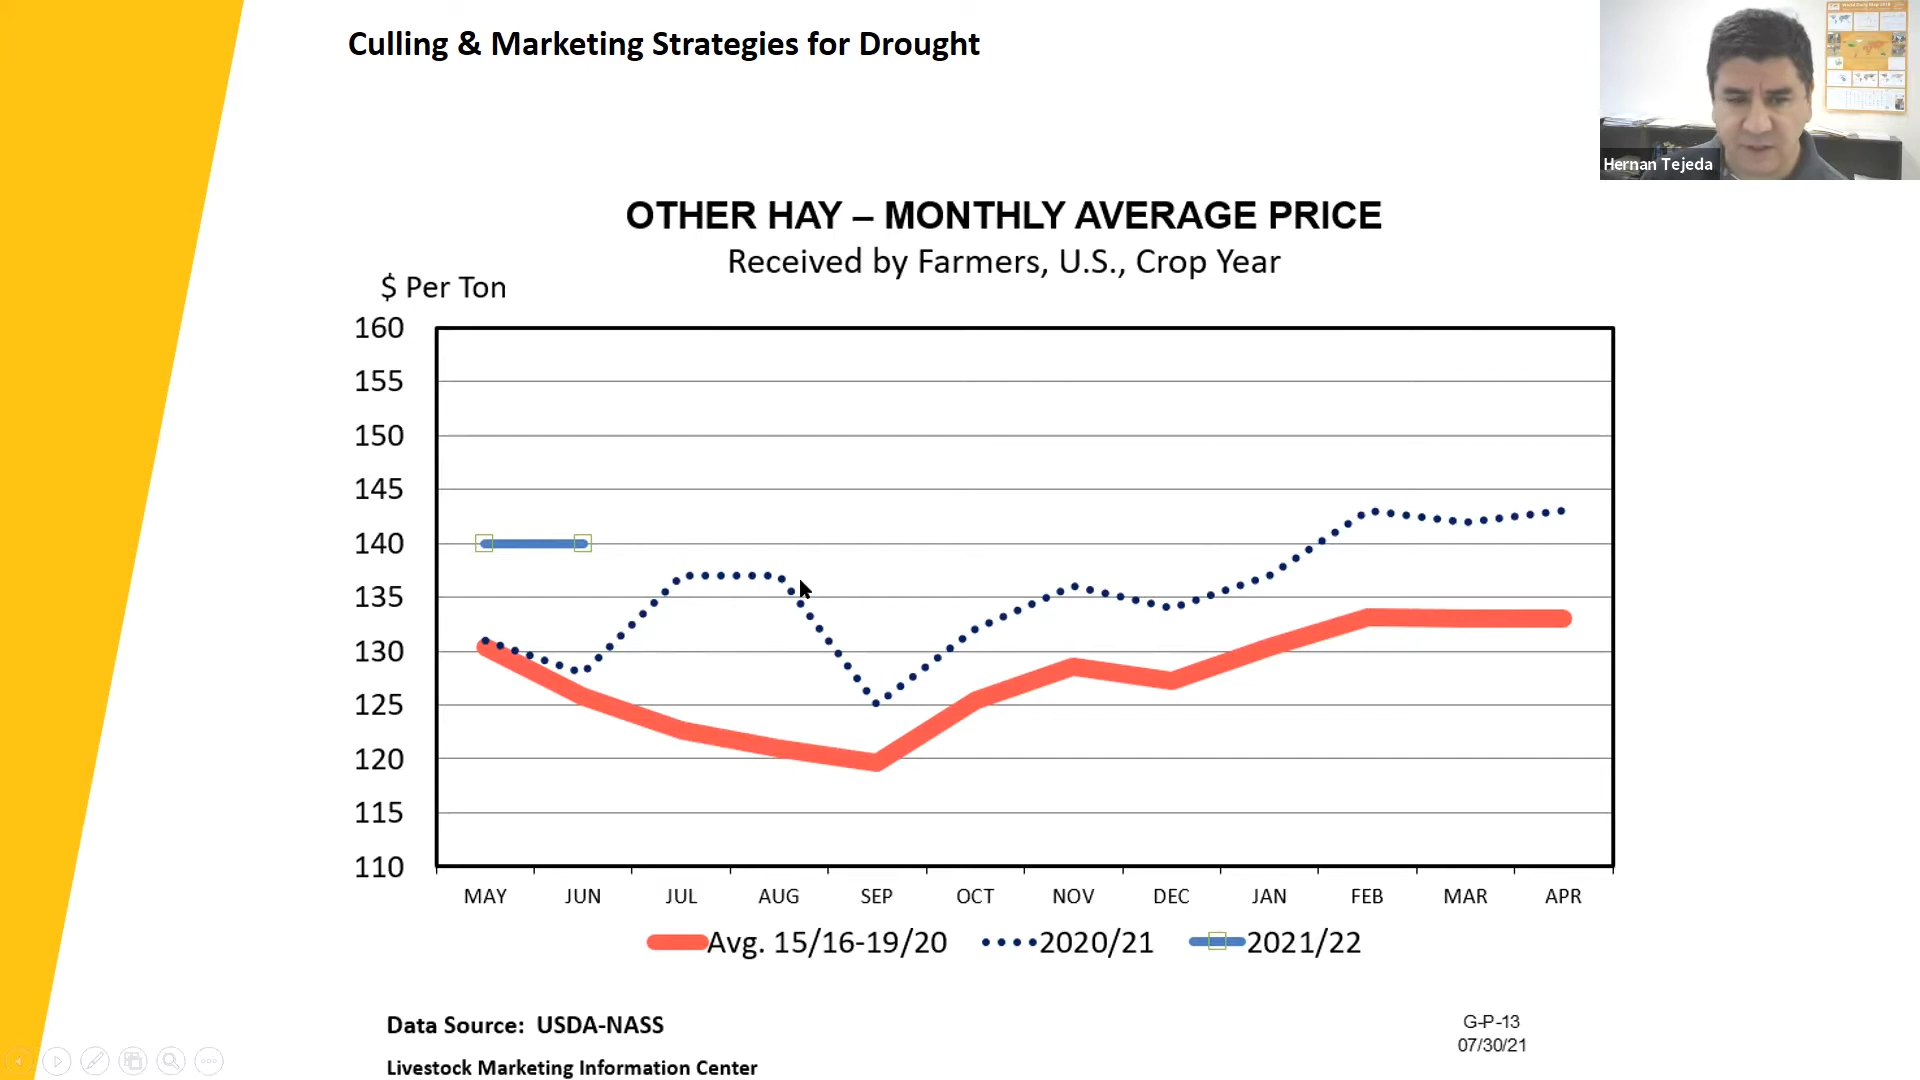 Culling & Marketing Strategies for Drought
Hernan Tejeda
OTHER HAY – MONTHLY AVERAGE PRICE
Received by Farmers, U.S., Crop Year
$ Per Ton
160
155
150
145
140
135
130
125
120
115
110
MAY JUN JUL AUG SEP OCT NOV DEC JAN FEB MAR APR
Avg. 15/16-19/20 2020/21 2021/22
Data Source: USDA-NASS
G-P-13
07/30/21
Livestock Marketing Information Center